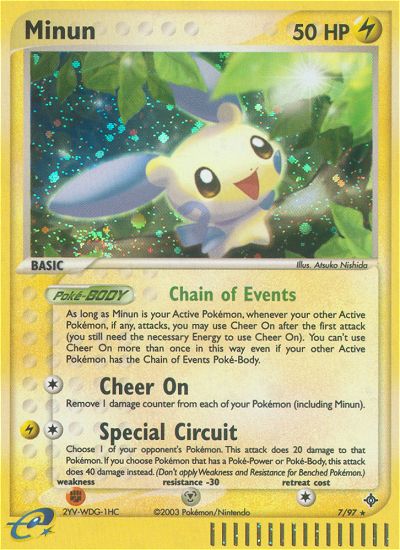 Minun 50 HP
BASIC Illus. Atsuko Nishida
Poké-BODY Chain of Events
As long as Minun is your Active Pokémon, whenever your other Active
Pokémon, if any, attacks, you may use Cheer On after the first attack
(you still need the necessary Energy to use Cheer On). You can't use
Cheer On more than once in this way even if your other Active
Pokémon has the Chain of Events Poké-Body.
Cheer On
Remove 1 damage counter from each of your Pokémon (including Minun).
Special Circuit
Choose 1 of your opponent's Pokémon. This attack does 20 damage to that
Pokémon. If you choose Pokémon that has a Poké-Power or Poké-Body, this
attack does 40 damage instead. (Don't apply Weakness and Resistance for Benched Pokémon.)
weakness resistance -30 retreat cost
2YV-WDG-1HC ©2003 Pokémon/Nintendo 7/97 ★
e